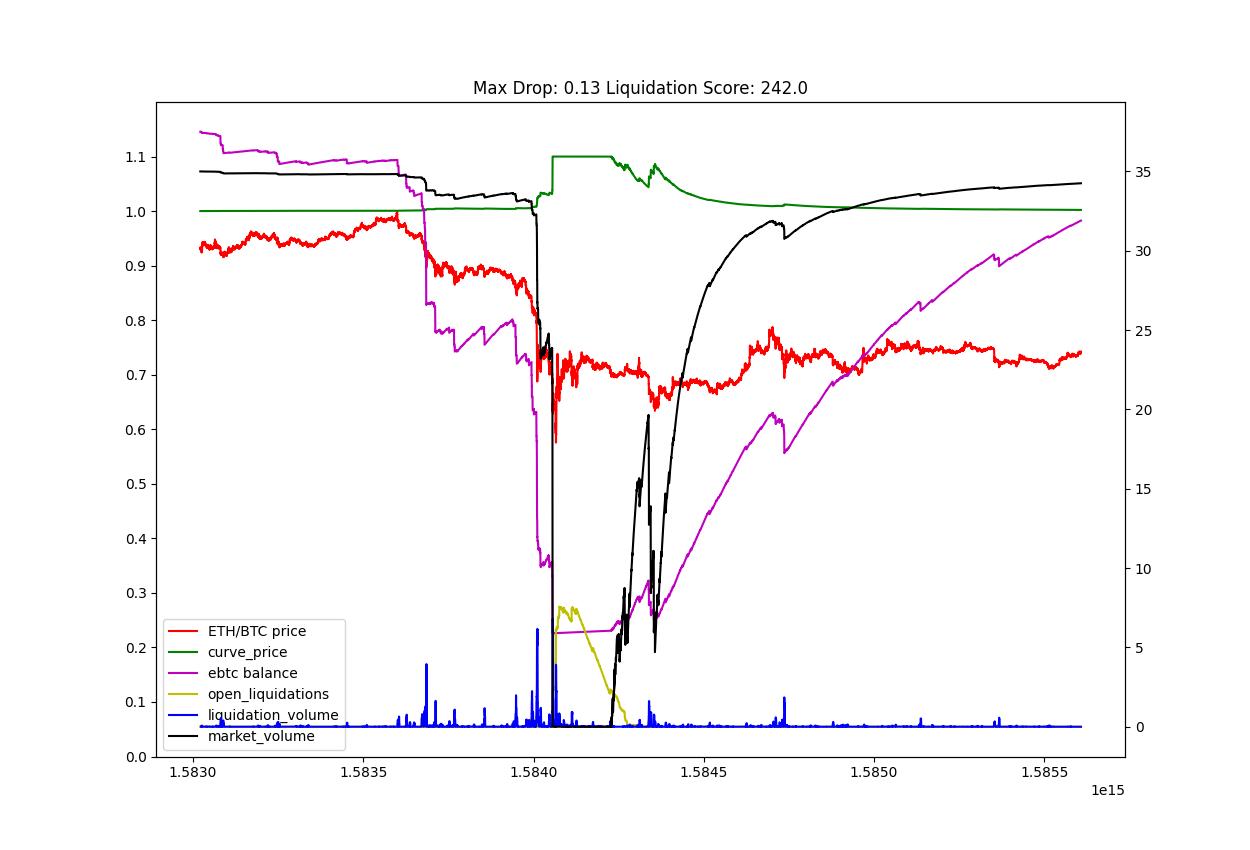 Max Drop: 0.13 Liquidation Score: 242.0
1.1
1.0
0.9
0.8
0.7
0.6
0.5
0.4
0.3
0.2
0.1
0.0
35
30
25
20
15
10
5
0
ETH/BTC price
curve_price
ebtc balance
open_liquidations
liquidation_volume
market_volume
1.5830 1.5835 1.5840 1.5845 1.5850 1.5855
1e15